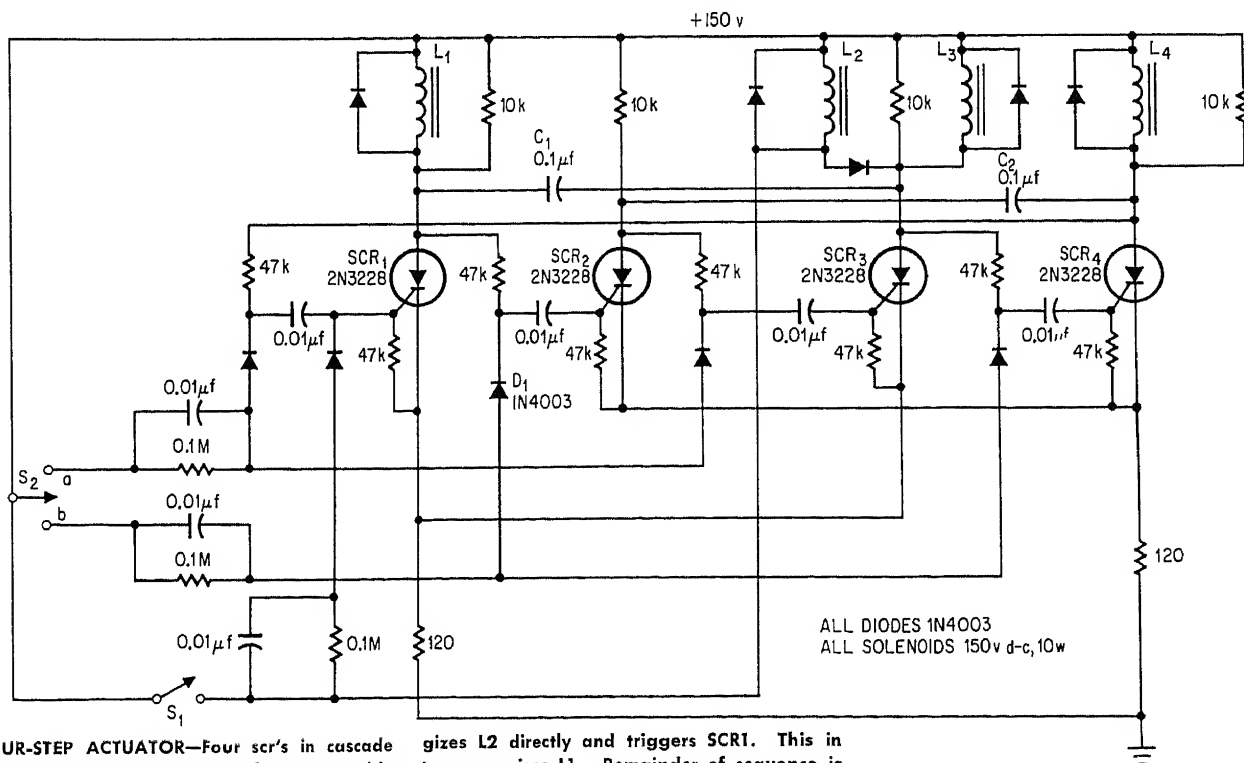 +150 v
L1
L2
L3
L4
10k
10k
10k
10k
C1
0.1µf
C2
0.1µf
SCR1
2N3228
SCR2
2N3228
SCR3
2N3228
SCR4
2N3228
47k
47k
47k
47k
0.01µf
0.01µf
0.01µf
0.01µf
47k
47k
47k
47k
D1
1N4003
0.01µf
0.1M
S2
a
b
0.01µf
0.1M
0.01µf
0.1M
120
120
S1
ALL DIODES 1N4003
ALL SOLENOIDS 150v d-c, 10w
UR-STEP ACTUATOR—Four scr's in cascade
gizes L2 directly and triggers SCR1. This in